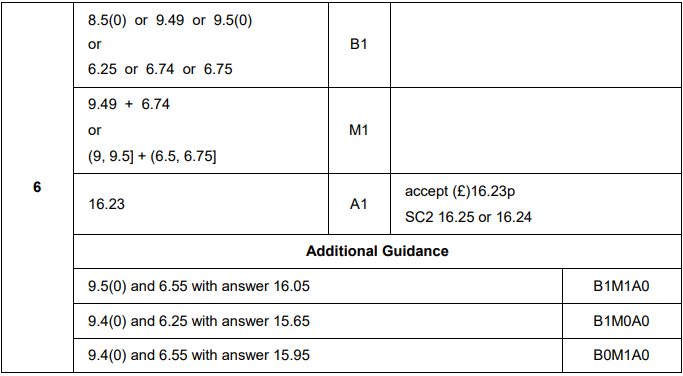 8.5(0) or 9.49 or 9.5(0)
or
6.25 or 6.74 or 6.75
B1
9.49 + 6.74
or
(9, 9.5] + (6.5, 6.75]
M1
6
16.23
A1
accept (£)16.23p
SC2 16.25 or 16.24
Additional Guidance
9.5(0) and 6.55 with answer 16.05
B1M1A0
9.4(0) and 6.25 with answer 15.65
B1M0A0
9.4(0) and 6.55 with answer 15.95
B0M1A0